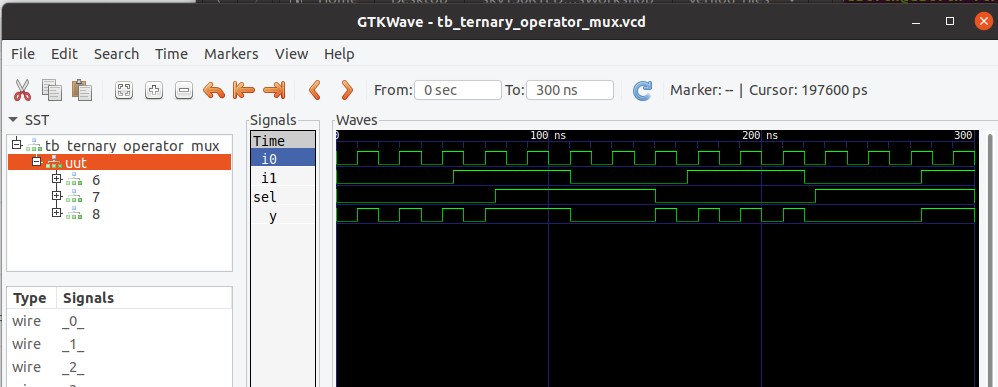 GTKWave - tb_ternary_operator_mux.vcd
File Edit Search Time Markers View Help
From: 0 sec To: 300 ns Marker: -- | Cursor: 197600 ps
SST
Signals
Waves
tb_ternary_operator_mux
uut
6
7
8
Type Signals
wire _0_
wire _1_
wire _2_
Time
i0
i1
sel
y
0 100 ns 200 ns 300